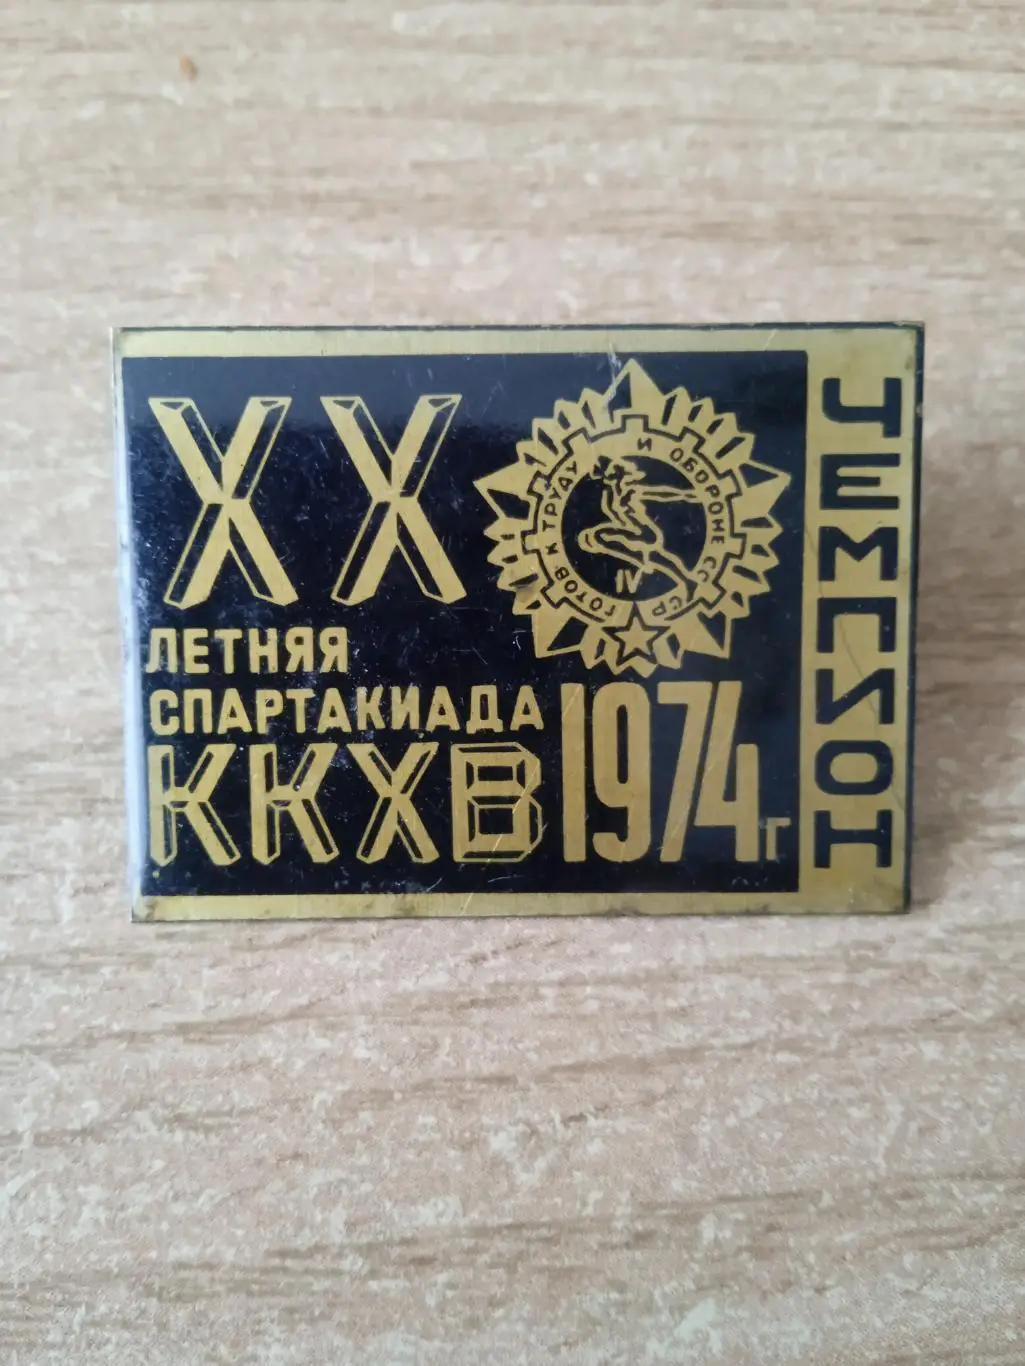 XX
ГОТОВ К ТРУДУ И ОБОРОНЕ СССР
IV
ЛЕТНЯЯ
СПАРТАКИАДА
ККХВ 1974г
ЧЕМПИОН